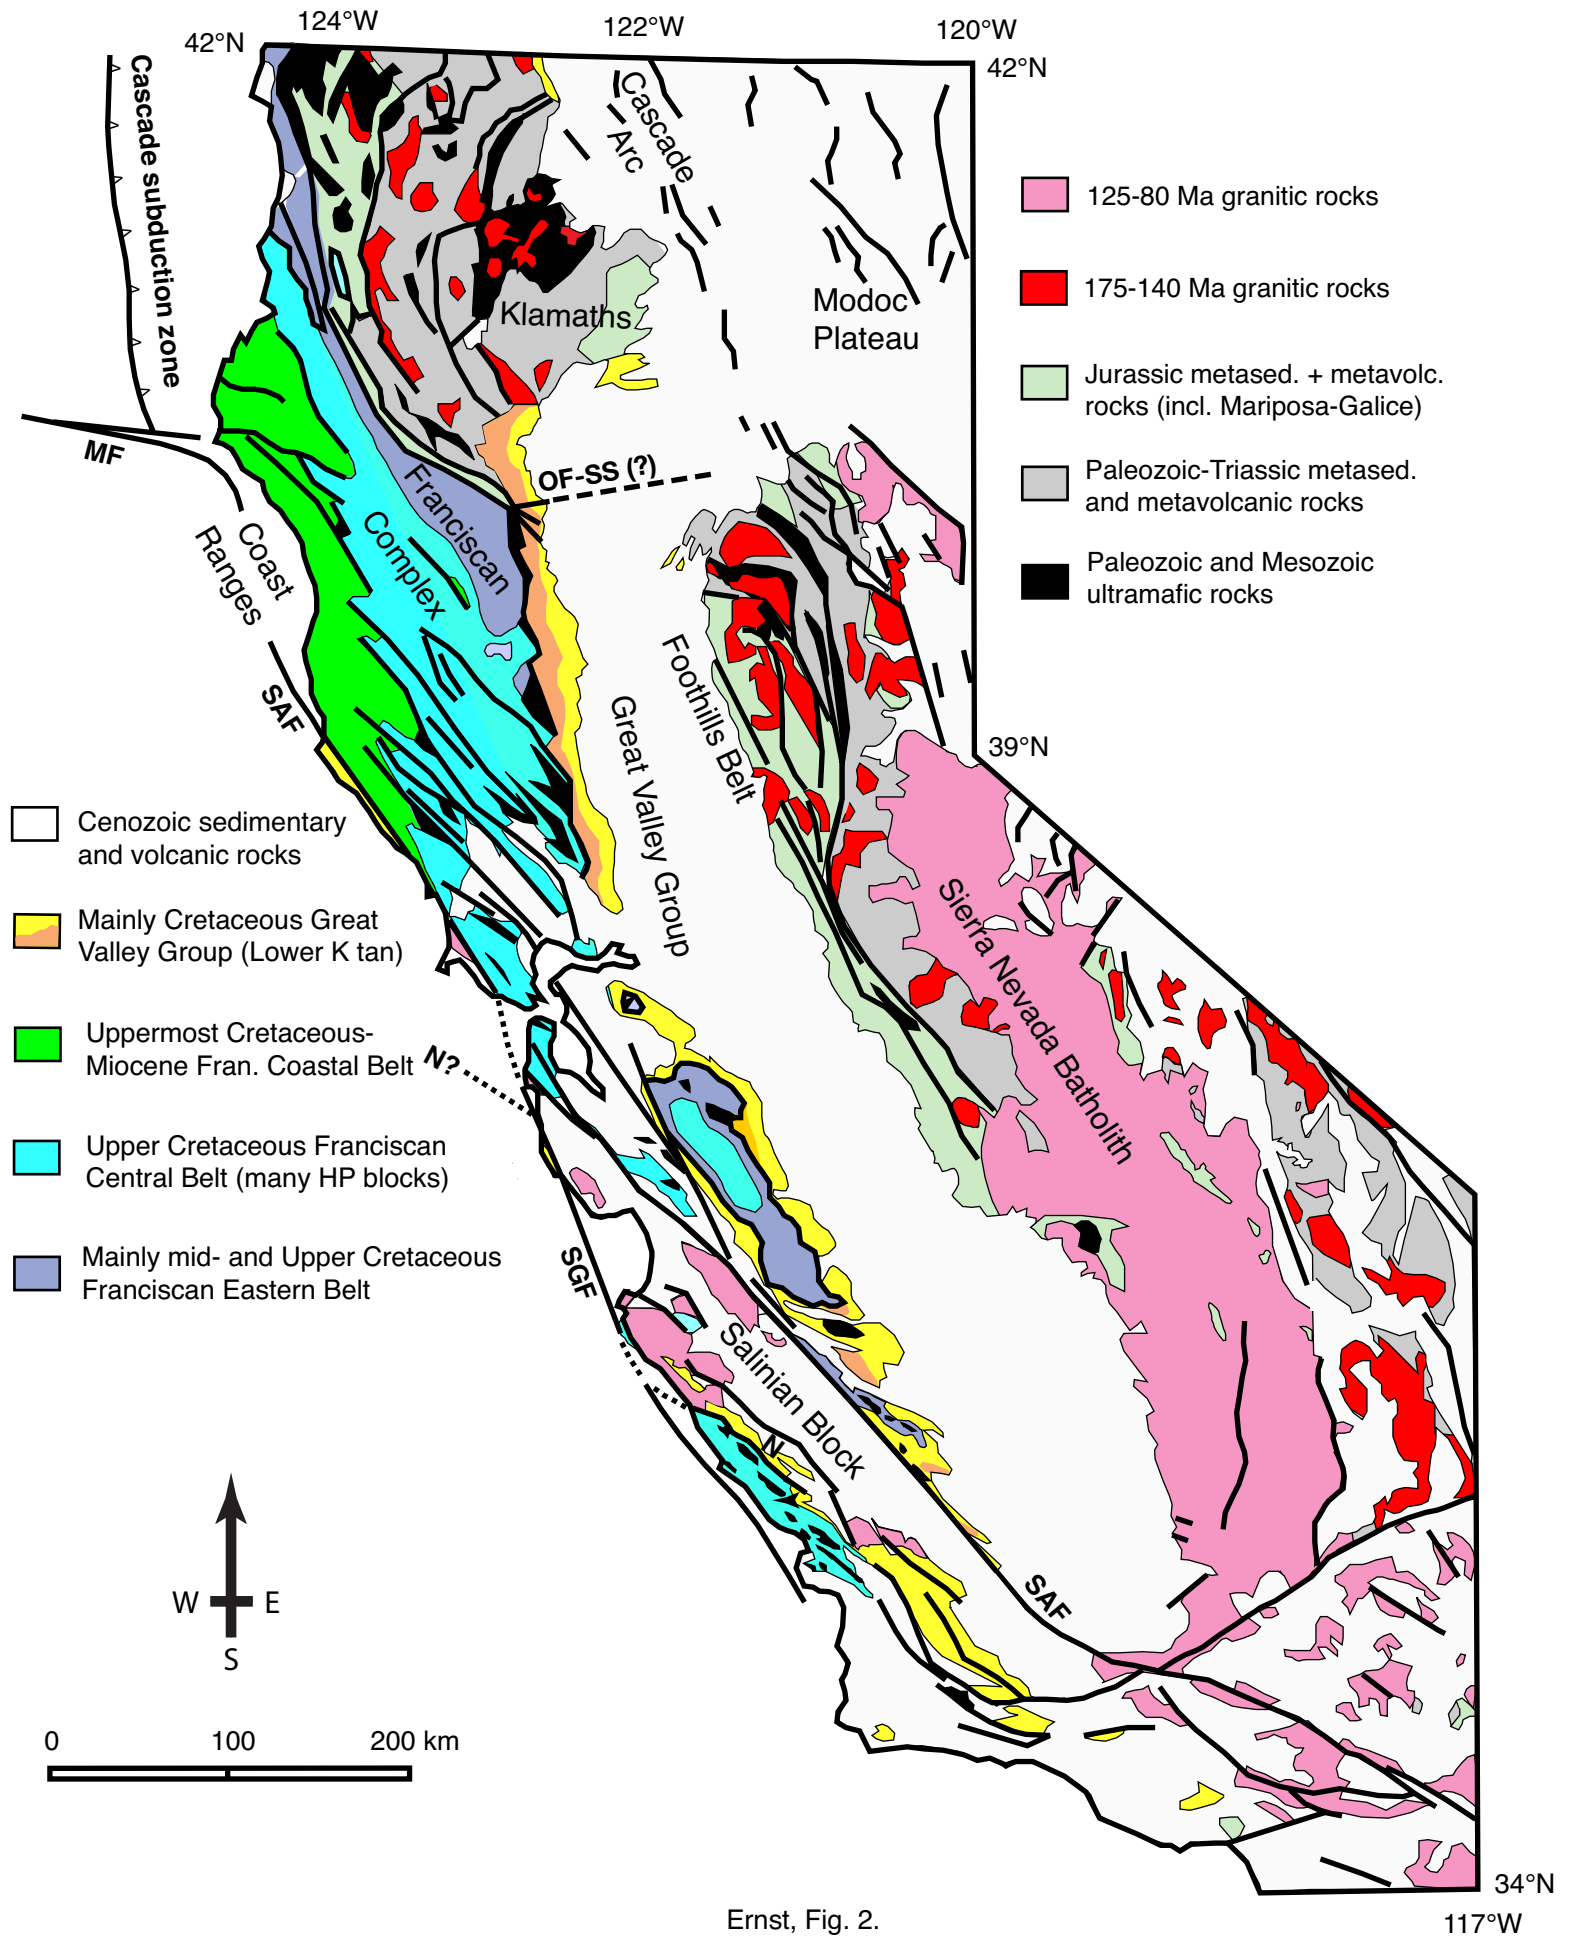 124°W
122°W
120°W
42°N
42°N
Cascade subduction zone
Cascade
Arc
Klamaths
Modoc
Plateau
125-80 Ma granitic rocks
175-140 Ma granitic rocks
Jurassic metased. + metavolc.
rocks (incl. Mariposa-Galice)
Paleozoic-Triassic metased.
and metavolcanic rocks
Paleozoic and Mesozoic
ultramafic rocks
MF
OF-SS (?)
Franciscan
Complex
Coast
Ranges
SAF
Foothills Belt
Great Valley Group
39°N
Sierra Nevada Batholith
Cenozoic sedimentary
and volcanic rocks
Mainly Cretaceous Great
Valley Group (Lower K tan)
Uppermost Cretaceous-
Miocene Fran. Coastal Belt
N?
Upper Cretaceous Franciscan
Central Belt (many HP blocks)
Mainly mid- and Upper Cretaceous
Franciscan Eastern Belt
SGF
Salinian Block
N
SAF
W E
S
0 100 200 km
34°N
117°W
Ernst, Fig. 2.